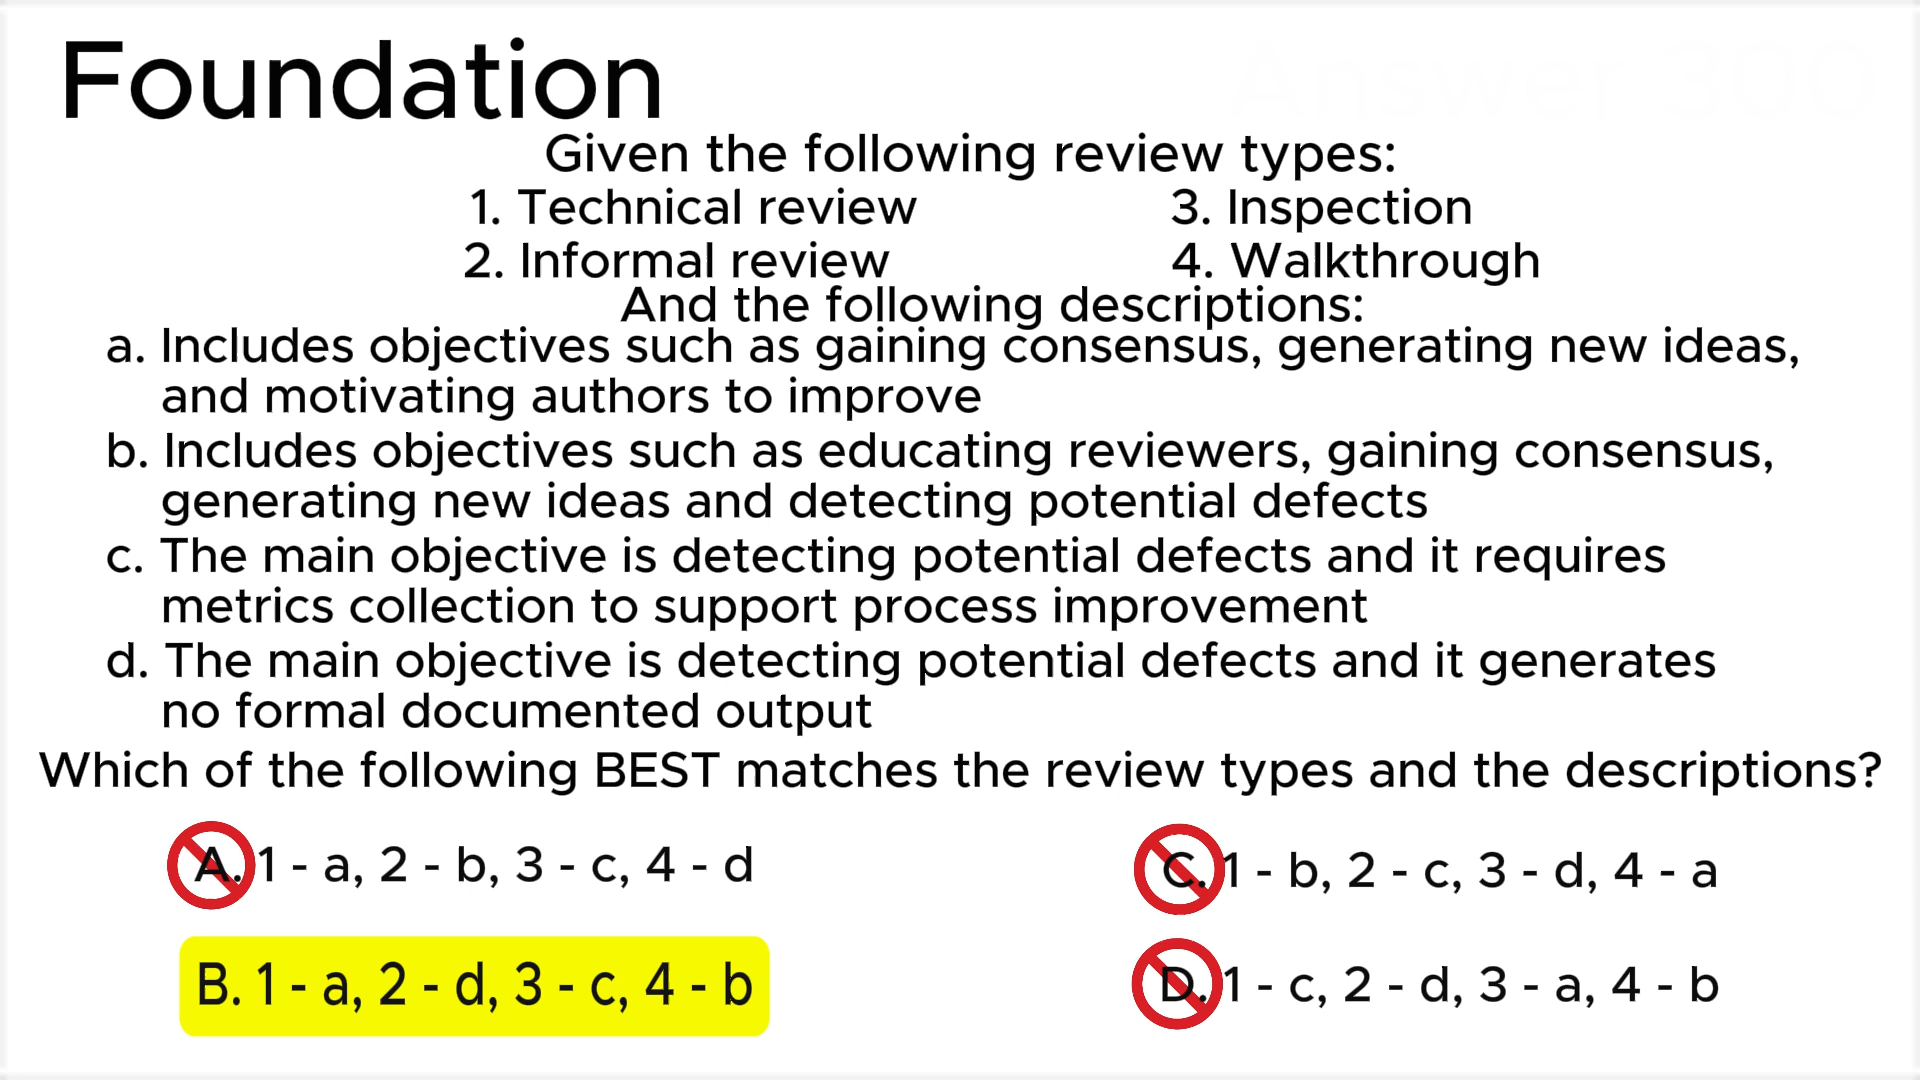 Foundation
Given the following review types:
1. Technical review
3. Inspection
2. Informal review
4. Walkthrough
And the following descriptions:
a. Includes objectives such as gaining consensus, generating new ideas,
and motivating authors to improve
b. Includes objectives such as educating reviewers, gaining consensus,
generating new ideas and detecting potential defects
c. The main objective is detecting potential defects and it requires
metrics collection to support process improvement
d. The main objective is detecting potential defects and it generates
no formal documented output
Which of the following BEST matches the review types and the descriptions?
A. 1 - a, 2 - b, 3 - c, 4 - d
C. 1 - b, 2 - c, 3 - d, 4 - a
B. 1 - a, 2 - d, 3 - c, 4 - b
D. 1 - c, 2 - d, 3 - a, 4 - b